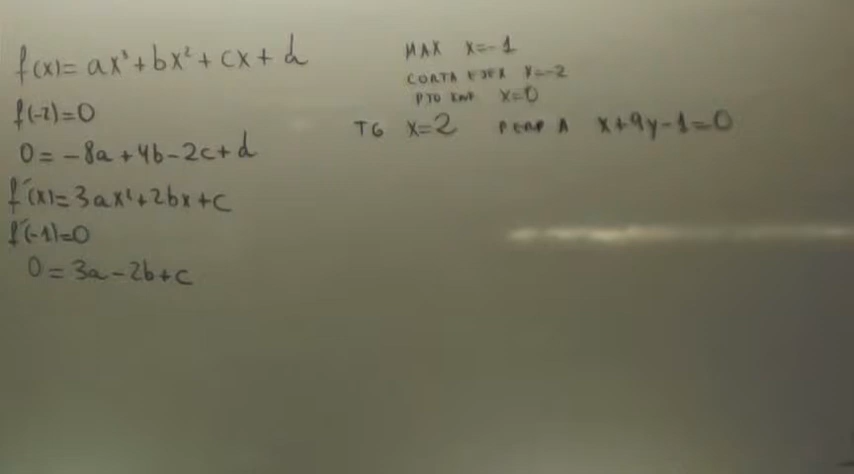 f(x)=ax³+bx²+cx+d
f(-2)=0
0=-8a+4b-2c+d
f'(x)=3ax²+2bx+c
f'(-1)=0
0=3a-2b+c
MAX x=-1
CORTA EJE X x=-2
PTO INF x=0
TG x=2 PERP A x+9y-1=0